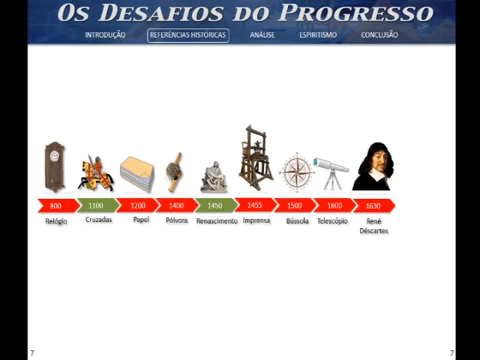 OS DESAFIOS DO PROGRESSO
INTRODUÇÃO REFERÊNCIAS HISTÓRICAS ANÁLISE ESPIRITISMO CONCLUSÃO
800 1100 1200 1400 1450 1455 1500 1600 1630
Relógio Cruzadas Papel Pólvora Renascimento Imprensa Bússola Telescópio René
Déscartes
7 7